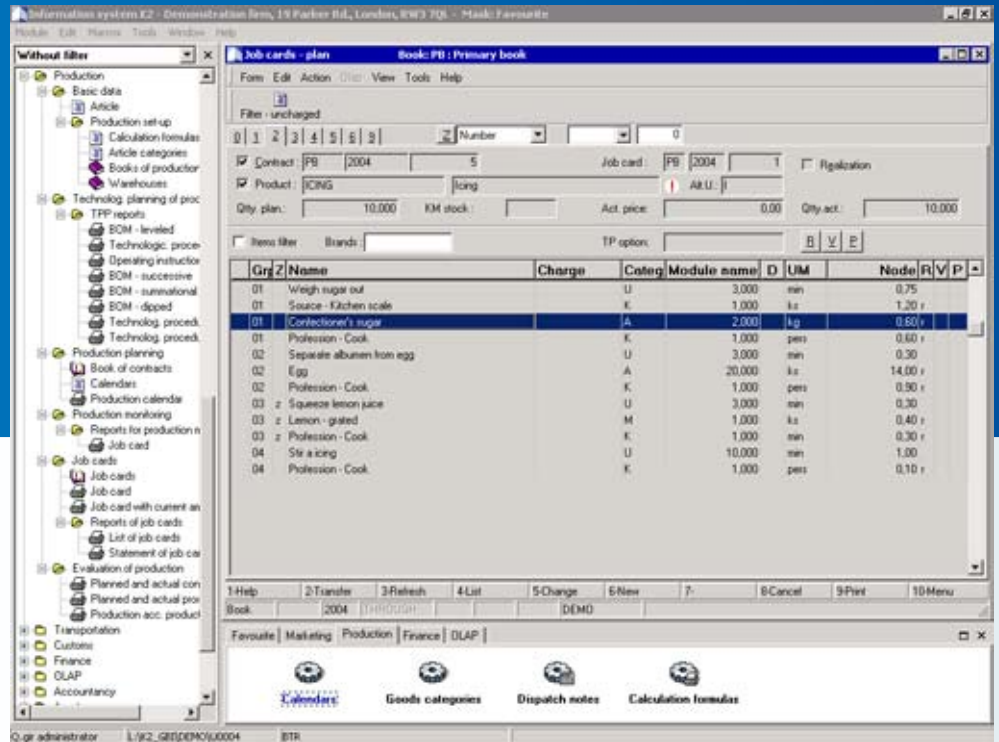 Information system K2 - Demonstration firm, 19 Parker Rd., London, RW3 7QL - Mask: Favourite
Module Edit Macros Tools Window Help
Without filter
Production
Basic data
Article
Production set-up
Calculation formulas
Article categories
Books of production
Warehouses
Technolog. planning of proc
TPP reports
BOM - leveled
Technologic. proce
Operating instruction
BOM - successive
BOM - summational
BOM - dipped
Technolog. procedu
Technolog. procedu
Production planning
Book of contracts
Calendars
Production calendar
Production monitoring
Reports for production m
Job card
Job cards
Job cards
Job card
Job card with current an
Reports of job cards
List of job cards
Statement of job car
Evaluation of production
Planned and actual con
Planned and actual pro
Production acc. product
Transportation
Customs
Finance
OLAP
Accountancy
Job cards - plan Book: PB : Primary book
Form Edit Action View Tools Help
Filter - uncharged
0 1 2 3 4 5 6 9 Z Number 0
Contract : PB 2004 5 Job card : PB 2004 1 Realization
Product : ICING Icing ! Alt.U.: I
Qtty. plan.: 10,000 KM stock : Act. price: 0,00 Qtty.act.: 10,000
Items filter Brands : TP option: R V P
Grp Z Name Charge Categ Module name D UM Node R V P
01 Weigh sugar out U 3,000 min 0,75
01 Source - Kitchen scale K 1,000 ks 1,20 r
01 Confectioner's sugar A 2,000 kg 0,60 r
01 Profession - Cook K 1,000 pers 0,60 r
02 Separate albumen from egg U 3,000 min 0,30
02 Egg A 20,000 ks 14,00 r
02 Profession - Cook K 1,000 pers 0,90 r
03 z Squeeze lemon juice U 3,000 min 0,30
03 z Lemon - grated M 1,000 ks 0,40 r
03 z Profession - Cook K 1,000 min 0,30 r
04 Stir a icing U 10,000 min 1,00
04 Profession - Cook K 1,000 pers 0,10 r
1-Help 2-Transfer 3-Refresh 4-List 5-Change 6-New 7- 8-Cancel 9-Print 10-Menu
Book 2004 THROUGH DEMO
Favourite Marketing Production Finance OLAP
Calendars Goods categories Dispatch notes Calculation formulas
Q.gir administrator BTR